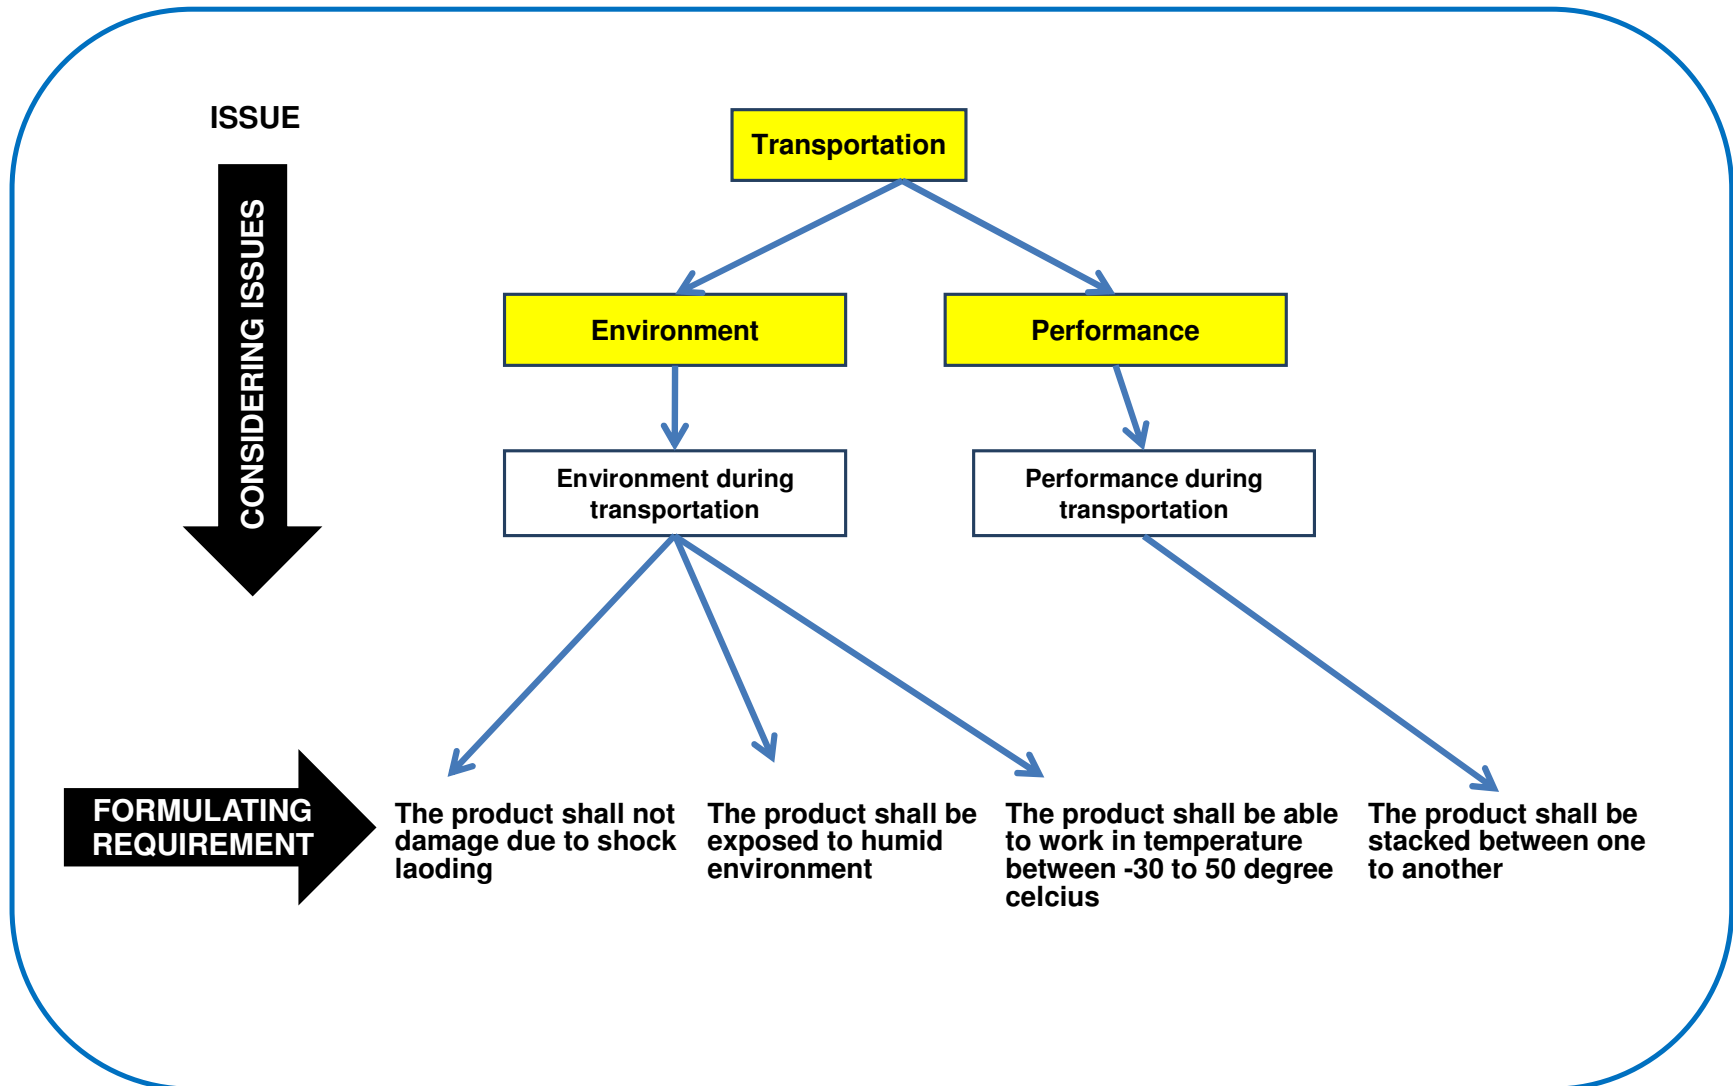 ISSUE
Transportation
CONSIDERING ISSUES
Environment
Performance
Environment during
transportation
Performance during
transportation
FORMULATING
REQUIREMENT
The product shall not
damage due to shock
laoding
The product shall be
exposed to humid
environment
The product shall be able
to work in temperature
between -30 to 50 degree
celcius
The product shall be
stacked between one
to another